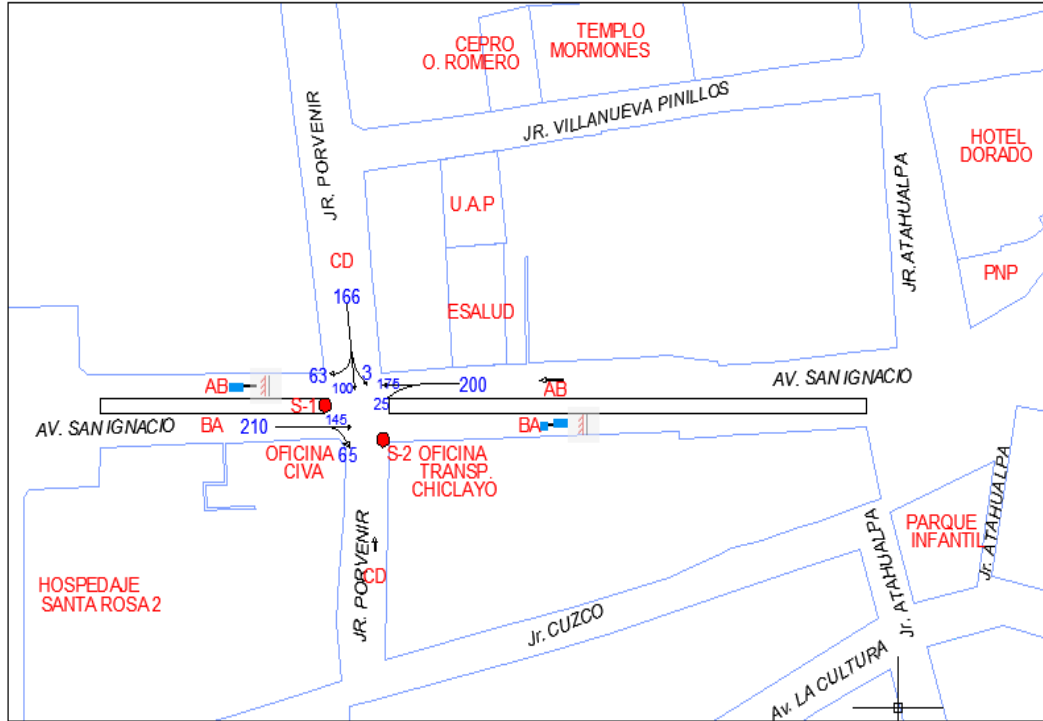 CEPRO
O. ROMERO
TEMPLO
MORMONES
JR. VILLANUEVA PINILLOS
JR. PORVENIR
HOTEL
DORADO
U.A.P
JR. ATAHUALPA
CD
PNP
166
ESALUD
63
3
AB
100
175
200
AB
AV. SAN IGNACIO
S-1
25
145
AV. SAN IGNACIO
BA
210
BA
OFICINA
CIVA
65
S-2
OFICINA
TRANSP.
CHICLAYO
PARQUE
INFANTIL
Jr. ATAHUALPA
JR. PORVENIR
CD
HOSPEDAJE
SANTA ROSA 2
Jr. CUZCO
Jr. ATAHUALPA
Av. LA CULTURA